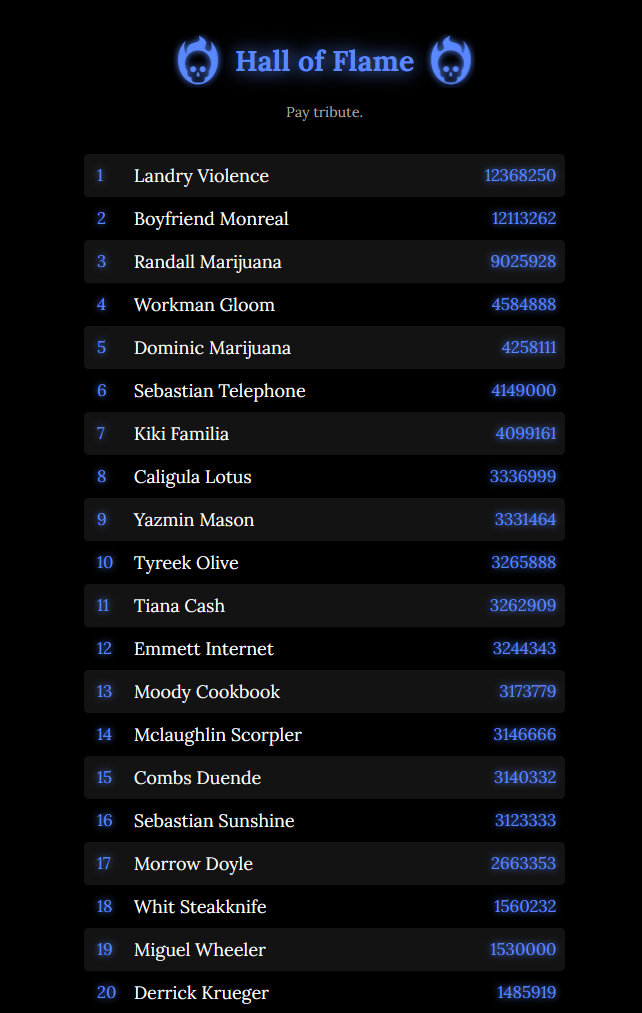 Hall of Flame
Pay tribute.
1 Landry Violence 12368250
2 Boyfriend Monreal 12113262
3 Randall Marijuana 9025928
4 Workman Gloom 4584888
5 Dominic Marijuana 4258111
6 Sebastian Telephone 4149000
7 Kiki Familia 4099161
8 Caligula Lotus 3336999
9 Yazmin Mason 3331464
10 Tyreek Olive 3265888
11 Tiana Cash 3262909
12 Emmett Internet 3244343
13 Moody Cookbook 3173779
14 Mclaughlin Scorpler 3146666
15 Combs Duende 3140332
16 Sebastian Sunshine 3123333
17 Morrow Doyle 2663353
18 Whit Steakknife 1560232
19 Miguel Wheeler 1530000
20 Derrick Krueger 1485919